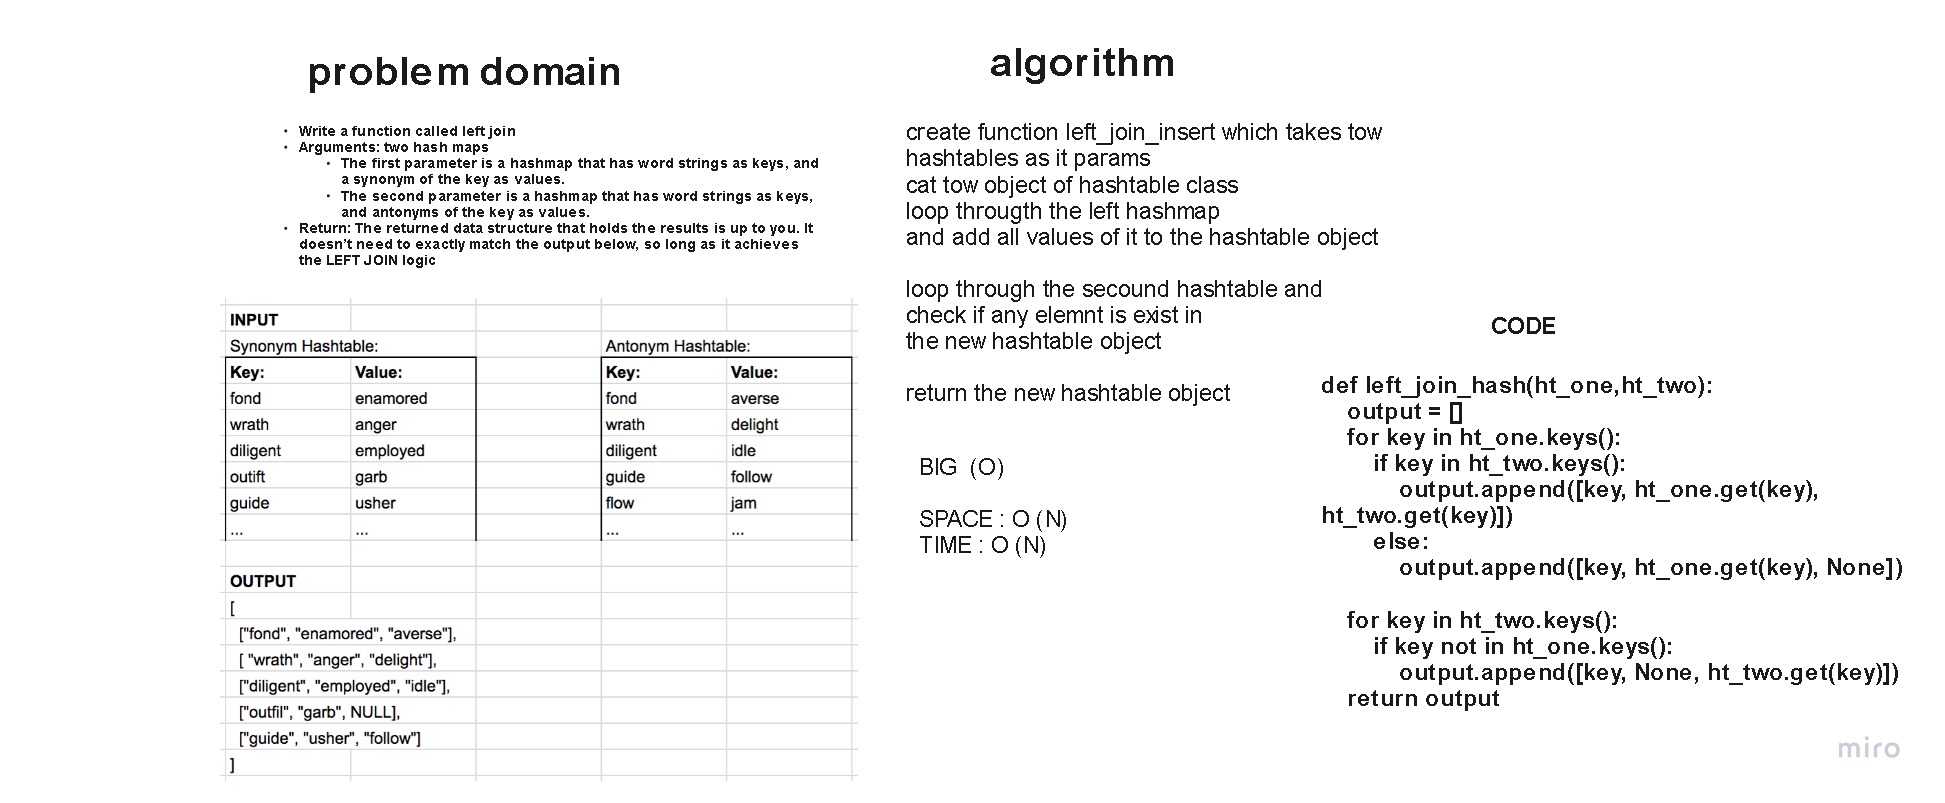 problem domain
• Write a function called left join
• Arguments: two hash maps
• The first parameter is a hashmap that has word strings as keys, and
a synonym of the key as values.
• The second parameter is a hashmap that has word strings as keys,
and antonyms of the key as values.
• Return: The returned data structure that holds the results is up to you. It
doesn't need to exactly match the output below, so long as it achieves
the LEFT JOIN logic
INPUT
Synonym Hashtable: Antonym Hashtable:
Key: Value: Key: Value:
fond enamored fond averse
wrath anger wrath delight
diligent employed diligent idle
outift garb guide follow
guide usher flow jam
... ... ... ...
OUTPUT
[
["fond", "enamored", "averse"],
[ "wrath", "anger", "delight"],
["diligent", "employed", "idle"],
["outfil", "garb", NULL],
["guide", "usher", "follow"]
]
algorithm
create function left_join_insert which takes tow
hashtables as it params
cat tow object of hashtable class
loop througth the left hashmap
and add all values of it to the hashtable object
loop through the secound hashtable and
check if any elemnt is exist in
the new hashtable object
return the new hashtable object
BIG (O)
SPACE : O (N)
TIME : O (N)
CODE
def left_join_hash(ht_one,ht_two):
output = []
for key in ht_one.keys():
if key in ht_two.keys():
output.append([key, ht_one.get(key),
ht_two.get(key)])
else:
output.append([key, ht_one.get(key), None])
for key in ht_two.keys():
if key not in ht_one.keys():
output.append([key, None, ht_two.get(key)])
return output
miro